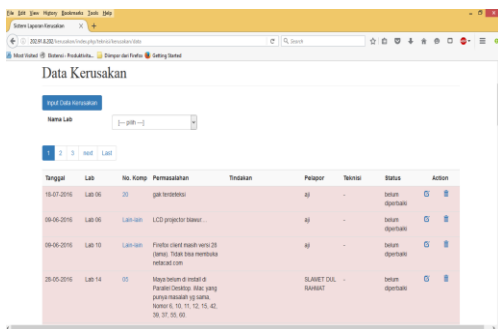 File Edit View History Bookmarks Tools Help
Sistem Laporan Kerusakan
Search
Most Visited
Getting Started
Data Kerusakan
Input Data Kerusakan
Nama Lab
[--- pilih ---]
1 2 3 next Last
Tanggal Lab No. Komp Permasalahan Tindakan Pelapor Teknisi Status Action
18-07-2016 Lab 06 20 gak terdeteksi aji - belum
diperbaiki
09-06-2016 Lab 06 Lain-lain LCD projector blawur.... aji - belum
diperbaiki
09-06-2016 Lab 10 Lain-lain Firefox client masih versi 28 aji - belum
(lama). Tidak bisa membuka diperbaiki
netacad.com
28-05-2016 Lab 14 05 Maya belum di install di SLAMET DUL - belum
Paralel Desktop. Mac yang RAHMAT diperbaiki
punya masalah yg sama.
Nomor 6, 10, 11, 12, 15, 42,
39, 37, 35, 60.